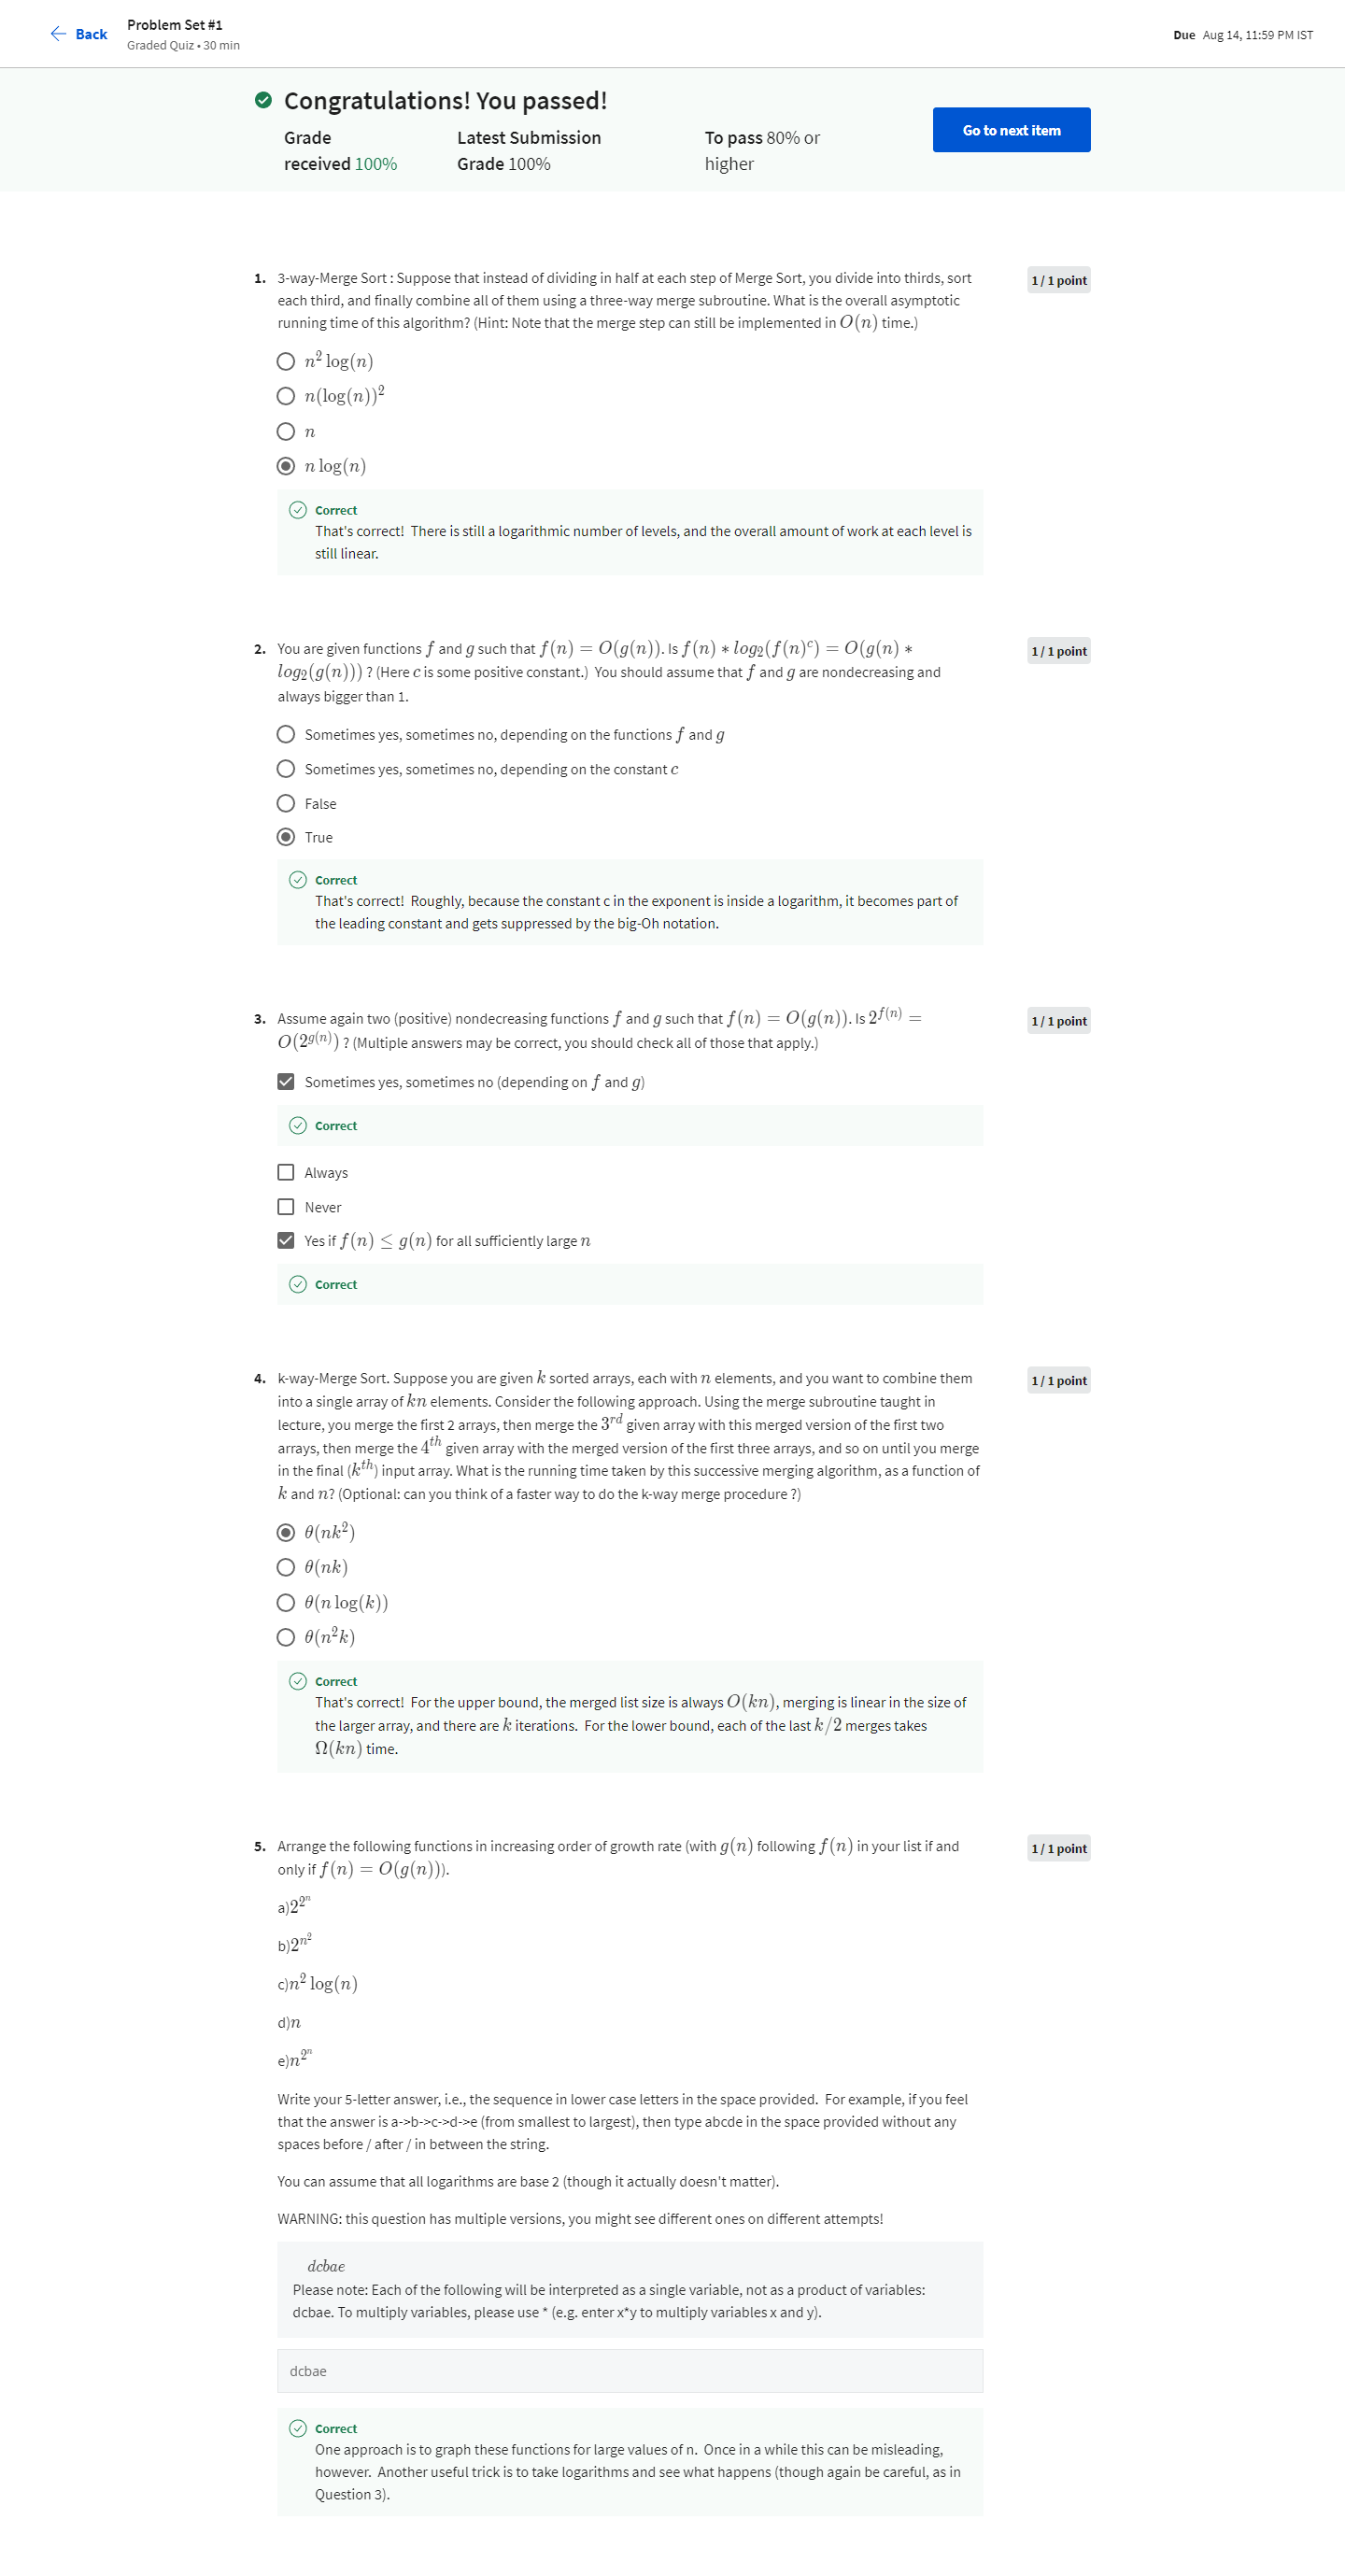 Back
Problem Set #1
Graded Quiz • 30 min
Due Aug 14, 11:59 PM IST
Congratulations! You passed!
Grade received 100%
Latest Submission Grade 100%
To pass 80% or higher
Go to next item
1. 3-way-Merge Sort : Suppose that instead of dividing in half at each step of Merge Sort, you divide into thirds, sort
each third, and finally combine all of them using a three-way merge subroutine. What is the overall asymptotic
running time of this algorithm? (Hint: Note that the merge step can still be implemented in O(n) time.)
1 / 1 point
n² log(n)
n(log(n))²
n
n log(n)
Correct
That's correct! There is still a logarithmic number of levels, and the overall amount of work at each level is
still linear.
2. You are given functions f and g such that f(n) = O(g(n)). Is f(n) ∗ log₂(f(n)ᶜ) = O(g(n) ∗
log₂(g(n))) ? (Here c is some positive constant.) You should assume that f and g are nondecreasing and
always bigger than 1.
1 / 1 point
Sometimes yes, sometimes no, depending on the functions f and g
Sometimes yes, sometimes no, depending on the constant c
False
True
Correct
That's correct! Roughly, because the constant c in the exponent is inside a logarithm, it becomes part of
the leading constant and gets suppressed by the big-Oh notation.
3. Assume again two (positive) nondecreasing functions f and g such that f(n) = O(g(n)). Is 2^f(n) =
O(2^g(n)) ? (Multiple answers may be correct, you should check all of those that apply.)
1 / 1 point
Sometimes yes, sometimes no (depending on f and g)
Correct
Always
Never
Yes if f(n) ≤ g(n) for all sufficiently large n
Correct
4. k-way-Merge Sort. Suppose you are given k sorted arrays, each with n elements, and you want to combine them
into a single array of kn elements. Consider the following approach. Using the merge subroutine taught in
lecture, you merge the first 2 arrays, then merge the 3^rd given array with this merged version of the first two
arrays, then merge the 4^th given array with the merged version of the first three arrays, and so on until you merge
in the final (k^th) input array. What is the running time taken by this successive merging algorithm, as a function of
k and n? (Optional: can you think of a faster way to do the k-way merge procedure ?)
1 / 1 point
θ(nk²)
θ(nk)
θ(n log(k))
θ(n²k)
Correct
That's correct! For the upper bound, the merged list size is always O(kn), merging is linear in the size of
the larger array, and there are k iterations. For the lower bound, each of the last k/2 merges takes
Ω(kn) time.
5. Arrange the following functions in increasing order of growth rate (with g(n) following f(n) in your list if and
only if f(n) = O(g(n))).
1 / 1 point
a)2^2^n
b)2^n^2
c)n² log(n)
d)n
e)n^2^n
Write your 5-letter answer, i.e., the sequence in lower case letters in the space provided. For example, if you feel
that the answer is a->b->c->d->e (from smallest to largest), then type abcde in the space provided without any
spaces before / after / in between the string.
You can assume that all logarithms are base 2 (though it actually doesn't matter).
WARNING: this question has multiple versions, you might see different ones on different attempts!
dcbae
Please note: Each of the following will be interpreted as a single variable, not as a product of variables:
dcbae. To multiply variables, please use * (e.g. enter x*y to multiply variables x and y).
dcbae
Correct
One approach is to graph these functions for large values of n. Once in a while this can be misleading,
however. Another useful trick is to take logarithms and see what happens (though again be careful, as in
Question 3).